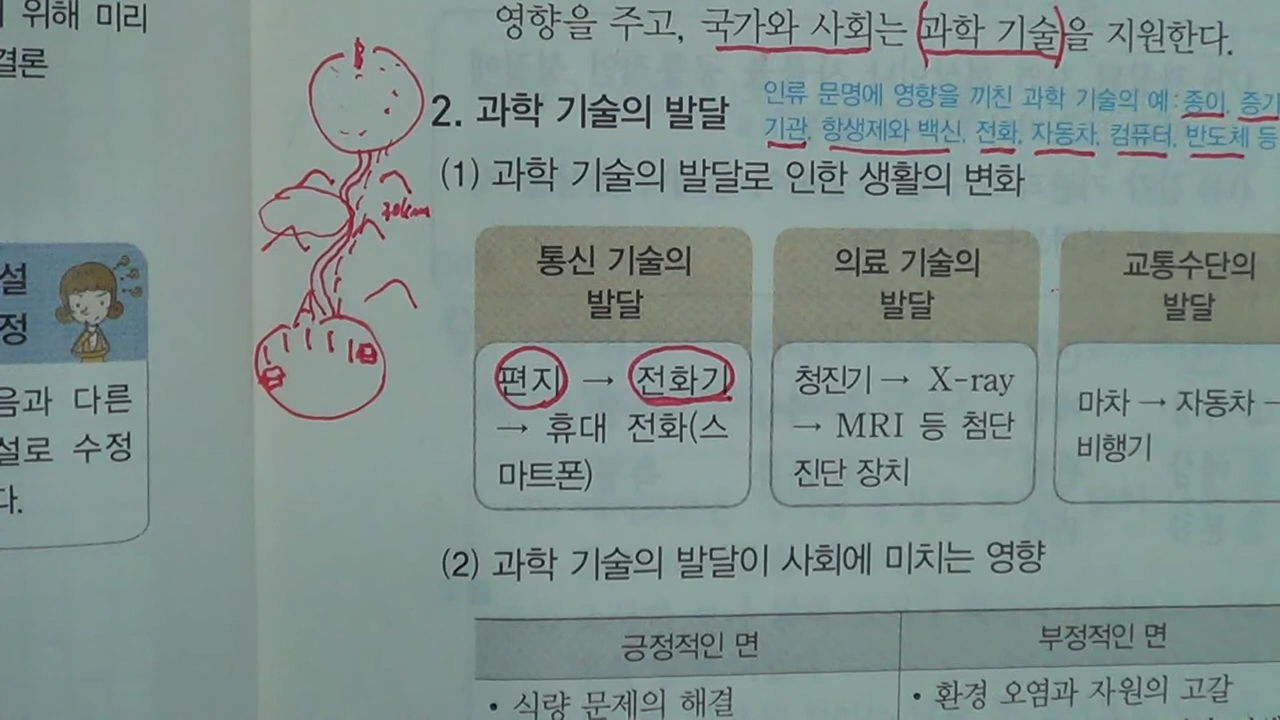 위해 미리
결론
설
정
음과 다른
설로 수정
다.
영향을 주고, 국가와 사회는 과학 기술을 지원한다.
2. 과학 기술의 발달
인류 문명에 영향을 끼친 과학 기술의 예: 종이, 증기
기관, 항생제와 백신, 전화, 자동차, 컴퓨터, 반도체 등
(1) 과학 기술의 발달로 인한 생활의 변화
30km
통신 기술의
발달
편지 → 전화기
→ 휴대 전화(스
마트폰)
의료 기술의
발달
청진기 → X-ray
→ MRI 등 첨단
진단 장치
교통수단의
발달
마차 → 자동차 →
비행기
(2) 과학 기술의 발달이 사회에 미치는 영향
긍정적인 면
부정적인 면
• 식량 문제의 해결
• 환경 오염과 자원의 고갈